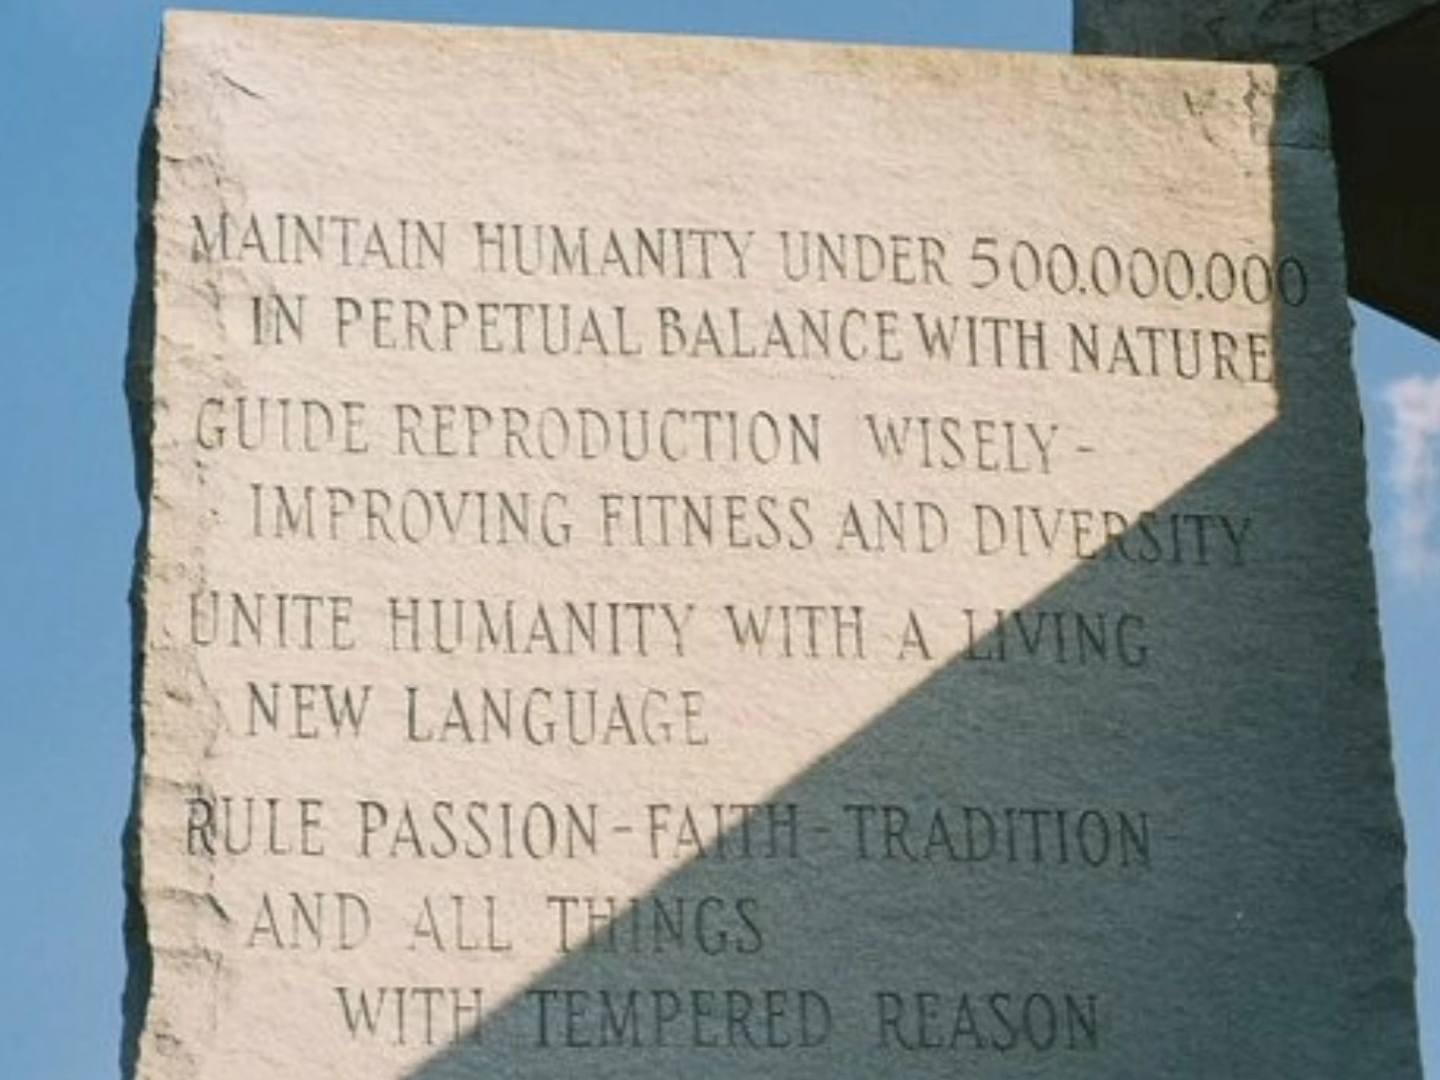 MAINTAIN HUMANITY UNDER 500.000.000
IN PERPETUAL BALANCE WITH NATURE
GUIDE REPRODUCTION WISELY -
IMPROVING FITNESS AND DIVERSITY
UNITE HUMANITY WITH A LIVING
NEW LANGUAGE
RULE PASSION - FAITH - TRADITION -
AND ALL THINGS
WITH TEMPERED REASON